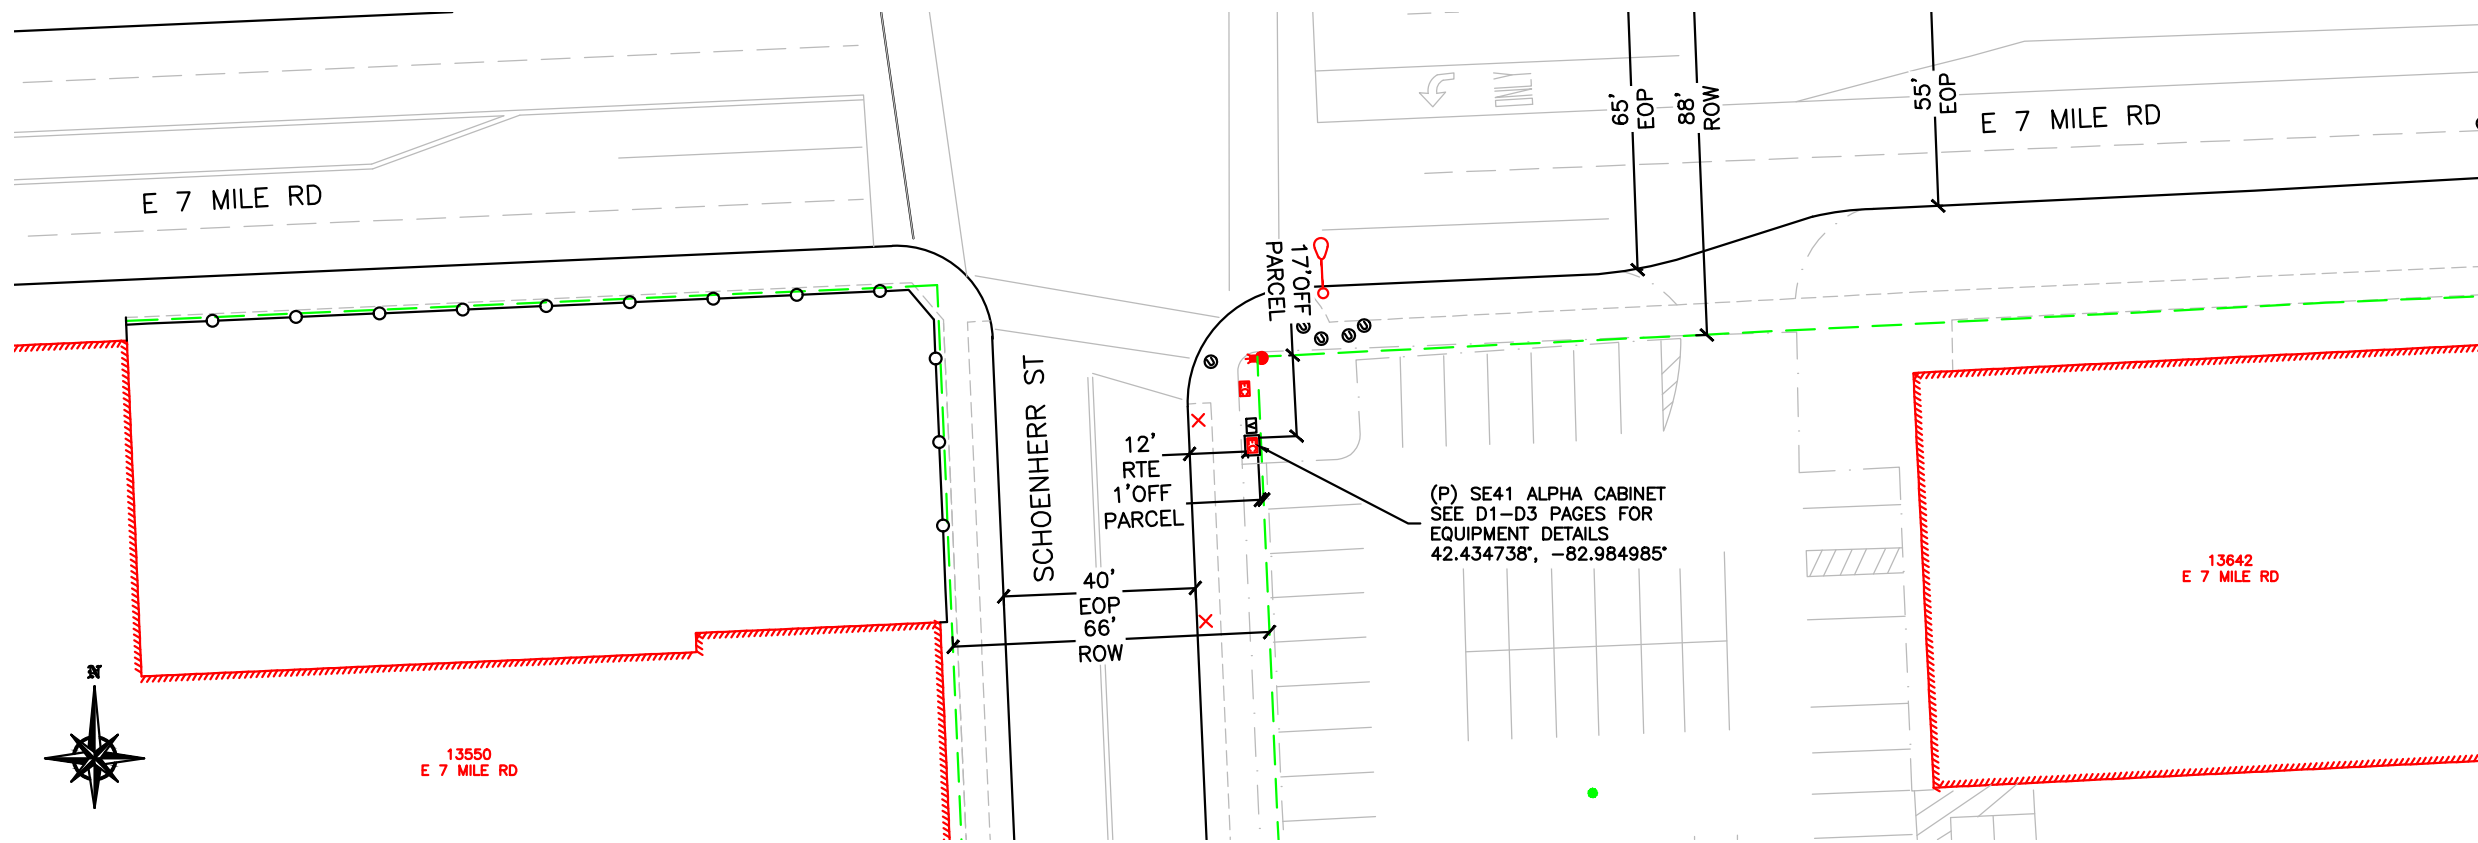 E 7 MILE RD
E 7 MILE RD
65'
EOP
88'
ROW
55'
EOP
17'OFF
PARCEL
SCHOENHERR ST
12'
RTE
1'OFF
PARCEL
V
(P) SE41 ALPHA CABINET
SEE D1-D3 PAGES FOR
EQUIPMENT DETAILS
42.434738°, -82.984985°
40'
EOP
66'
ROW
13642
E 7 MILE RD
N
13550
E 7 MILE RD